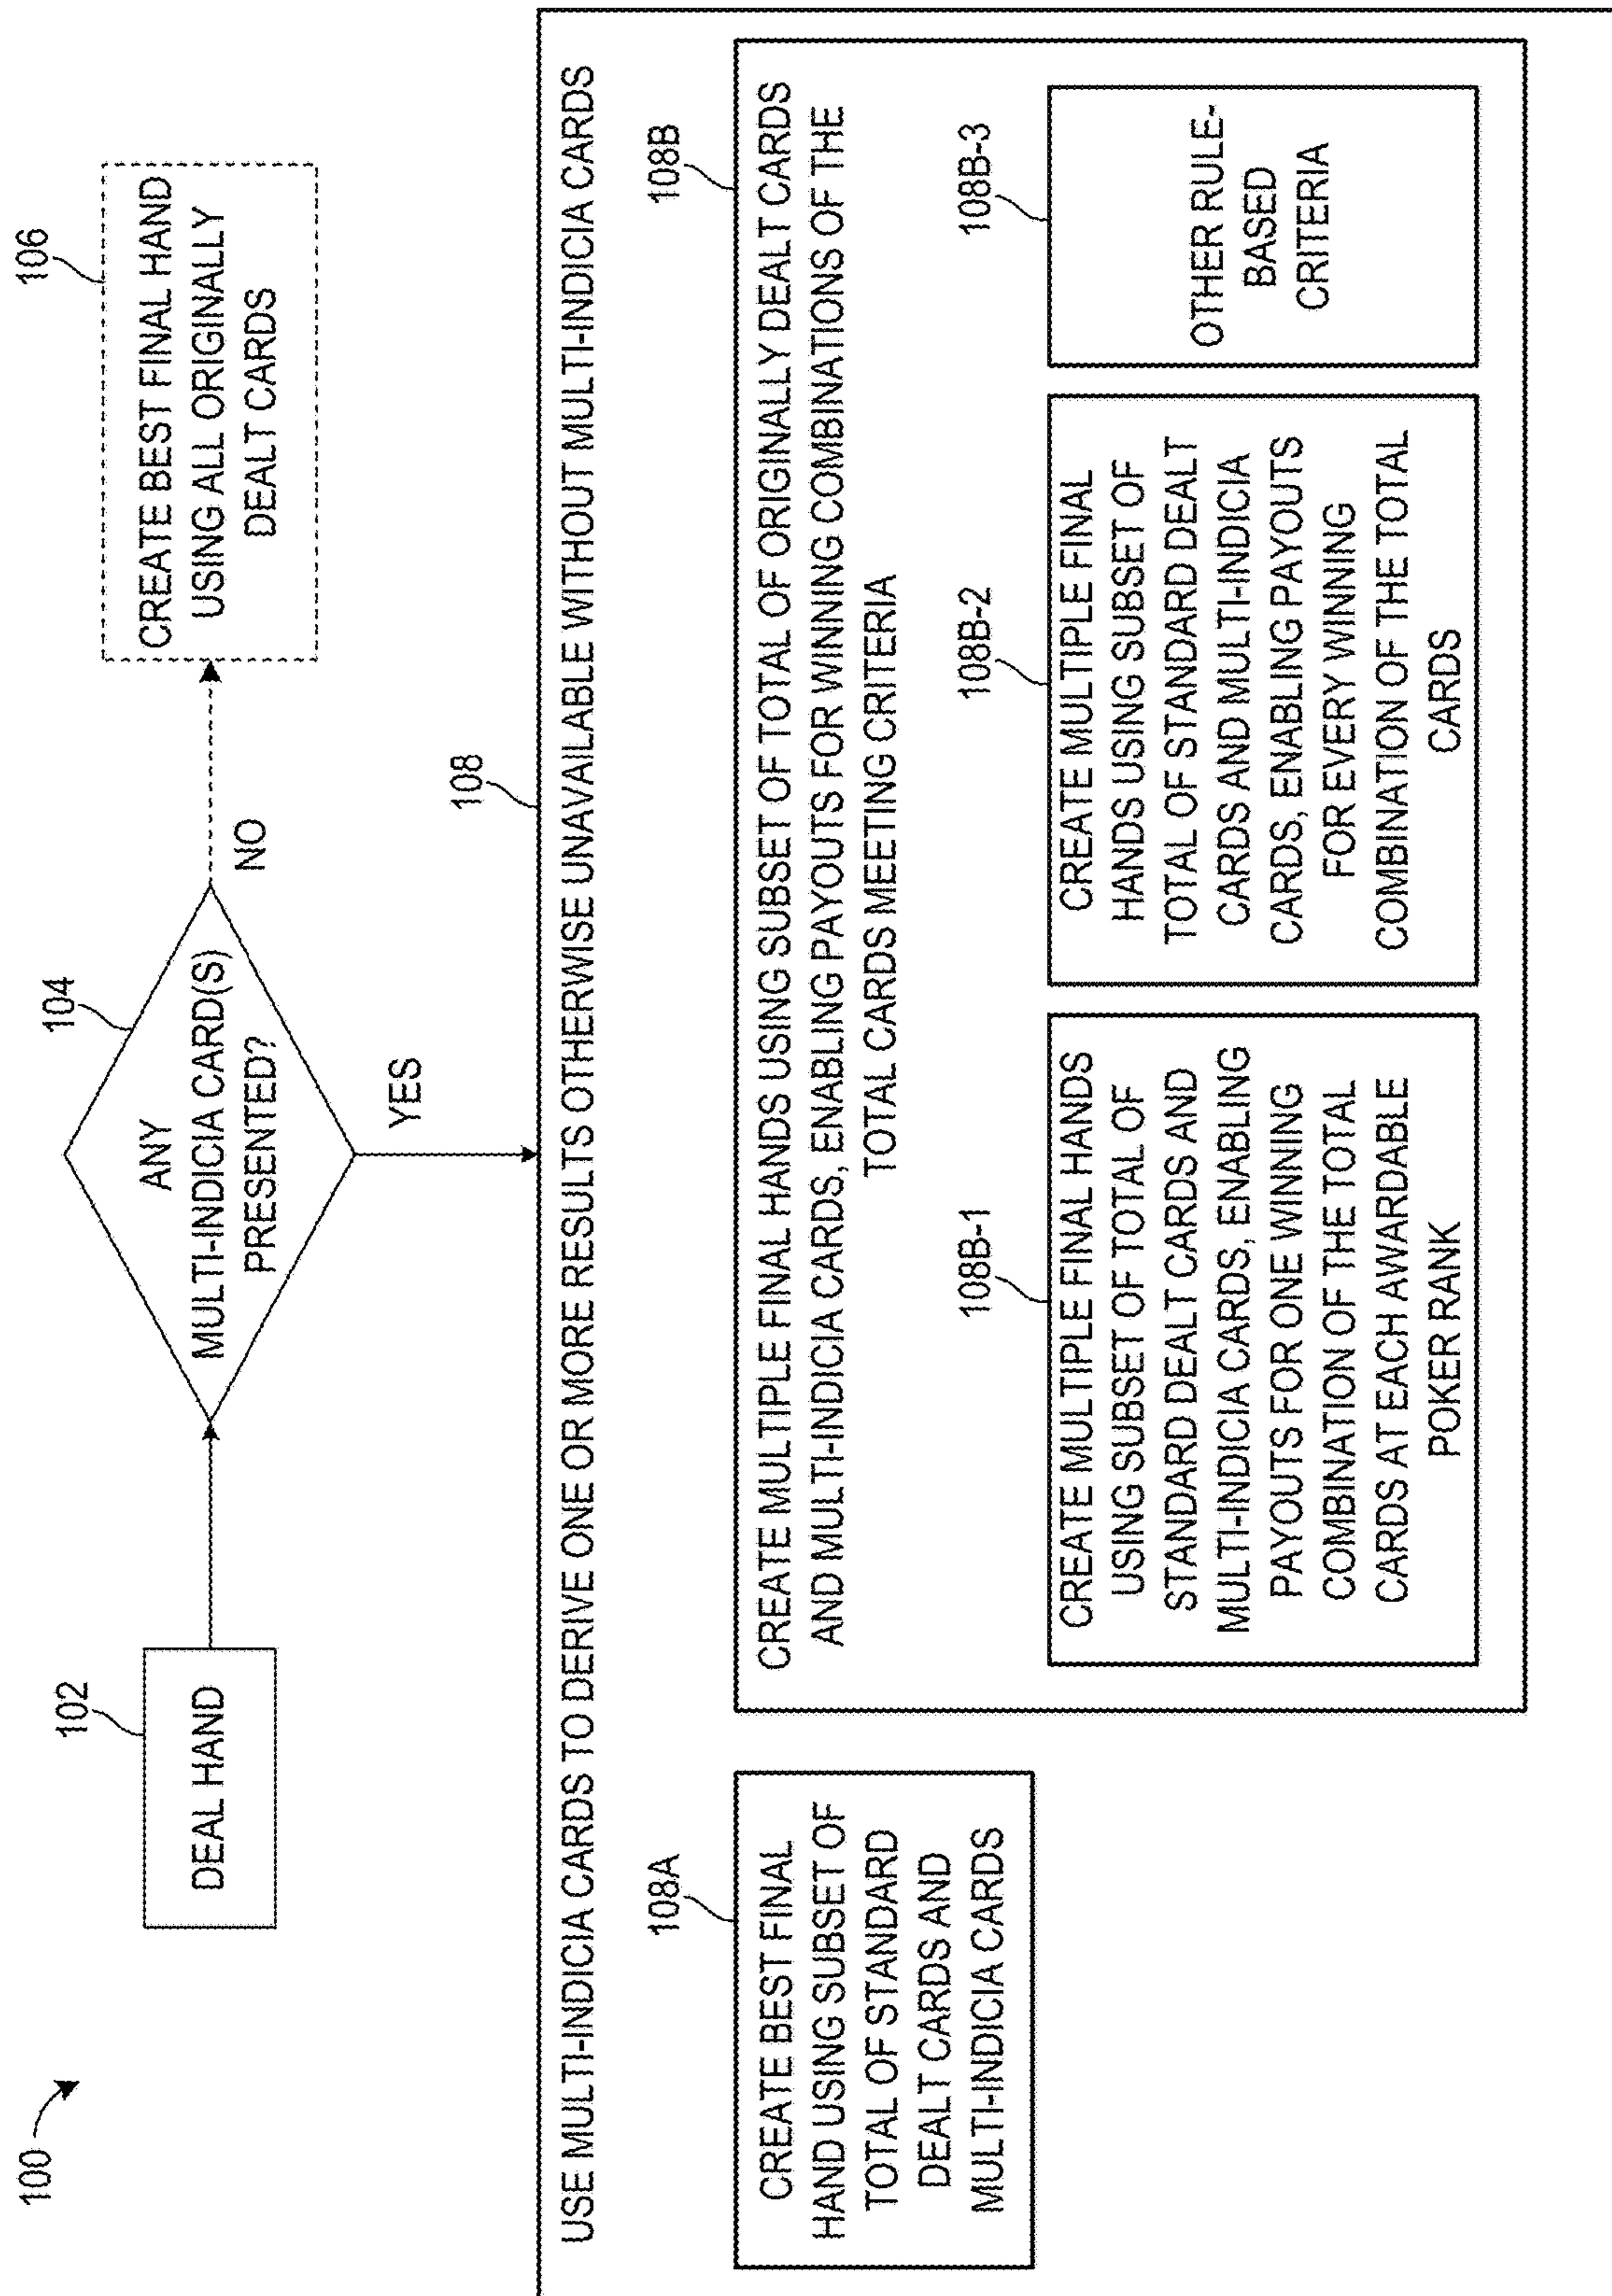 100
102
DEAL HAND
104
ANY
MULTI-INDICIA CARD(S)
PRESENTED?
NO
106
CREATE BEST FINAL HAND
USING ALL ORIGINALLY
DEALT CARDS
YES
108
USE MULTI-INDICIA CARDS TO DERIVE ONE OR MORE RESULTS OTHERWISE UNAVAILABLE WITHOUT MULTI-INDICIA CARDS
108A
CREATE BEST FINAL
HAND USING SUBSET OF
TOTAL OF STANDARD
DEALT CARDS AND
MULTI-INDICIA CARDS
108B
CREATE MULTIPLE FINAL HANDS USING SUBSET OF TOTAL OF ORIGINALLY DEALT CARDS
AND MULTI-INDICIA CARDS, ENABLING PAYOUTS FOR WINNING COMBINATIONS OF THE
TOTAL CARDS MEETING CRITERIA
108B-1
CREATE MULTIPLE FINAL HANDS
USING SUBSET OF TOTAL OF
STANDARD DEALT CARDS AND
MULTI-INDICIA CARDS, ENABLING
PAYOUTS FOR ONE WINNING
COMBINATION OF THE TOTAL
CARDS AT EACH AWARDABLE
POKER RANK
108B-2
CREATE MULTIPLE FINAL
HANDS USING SUBSET OF
TOTAL OF STANDARD DEALT
CARDS AND MULTI-INDICIA
CARDS, ENABLING PAYOUTS
FOR EVERY WINNING
COMBINATION OF THE TOTAL
CARDS
108B-3
OTHER RULE-
BASED
CRITERIA